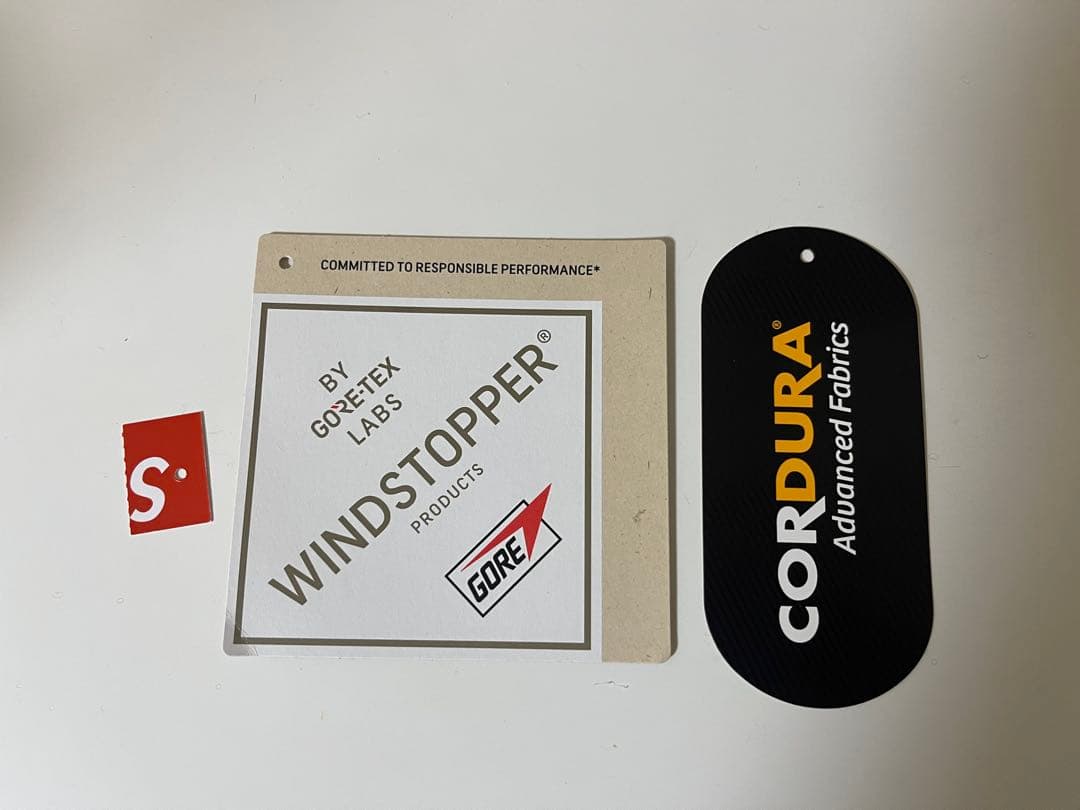 S
COMMITTED TO RESPONSIBLE PERFORMANCE*
BY
GORE-TEX
LABS
WINDSTOPPER®
PRODUCTS
GORE
CORDURA®
Advanced Fabrics